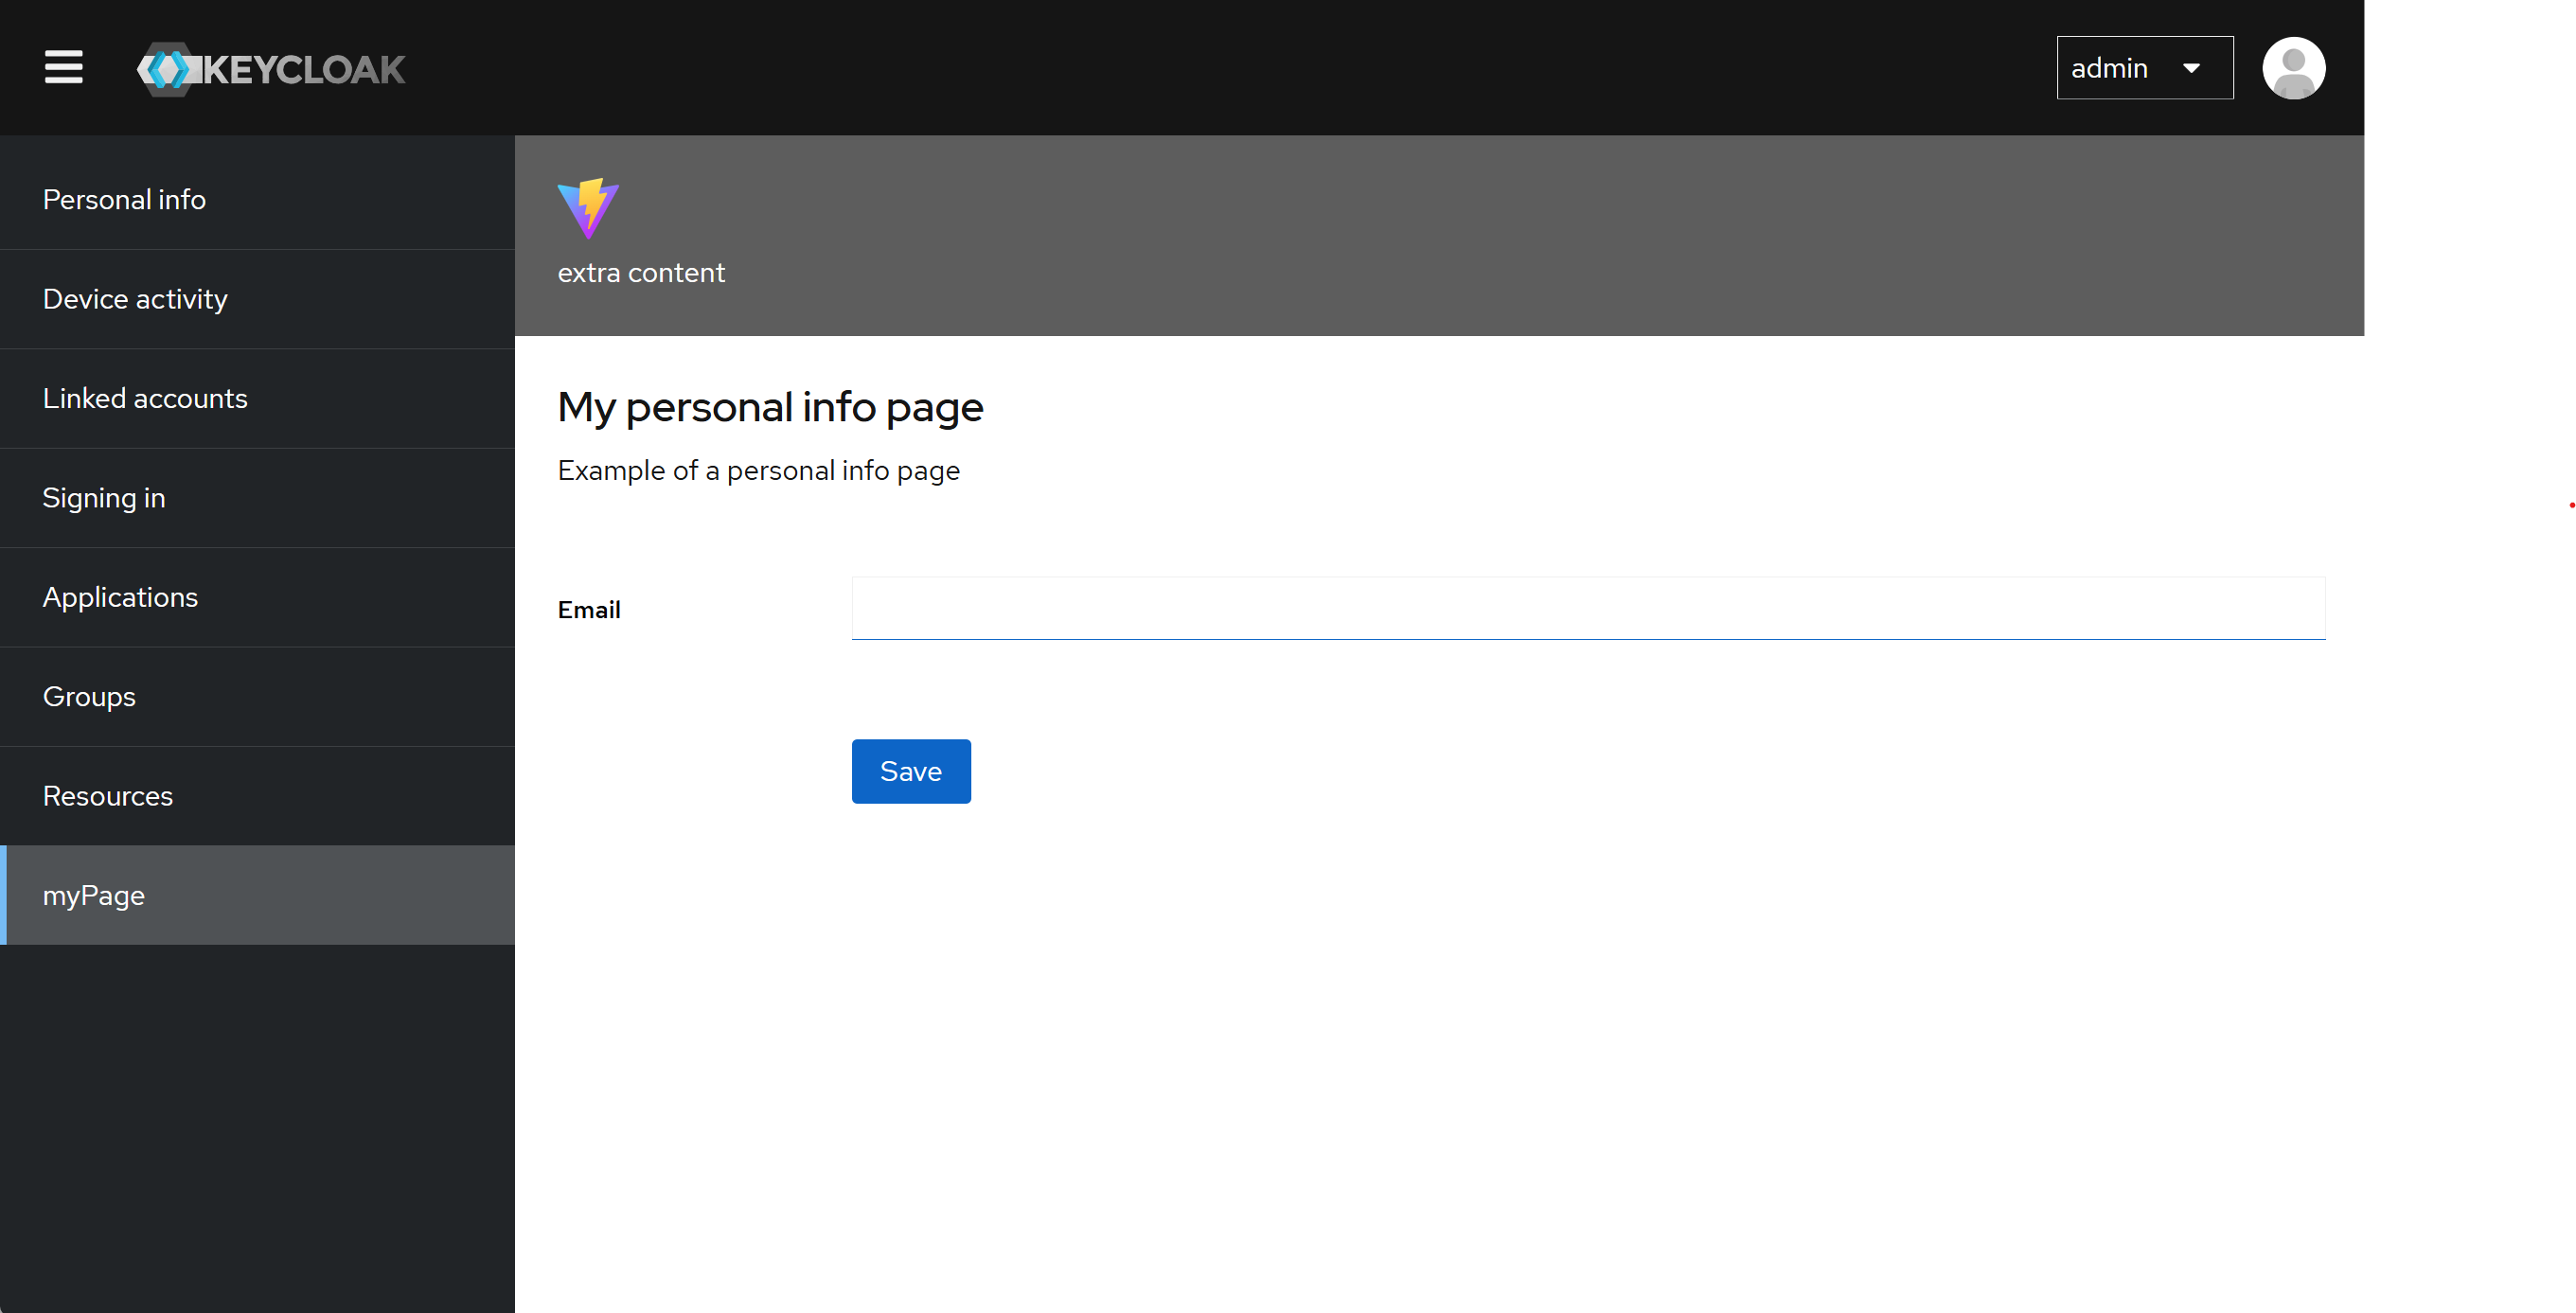 KEYCLOAK
admin
Personal info
Device activity
Linked accounts
Signing in
Applications
Groups
Resources
myPage
extra content
My personal info page
Example of a personal info page
Email
Save